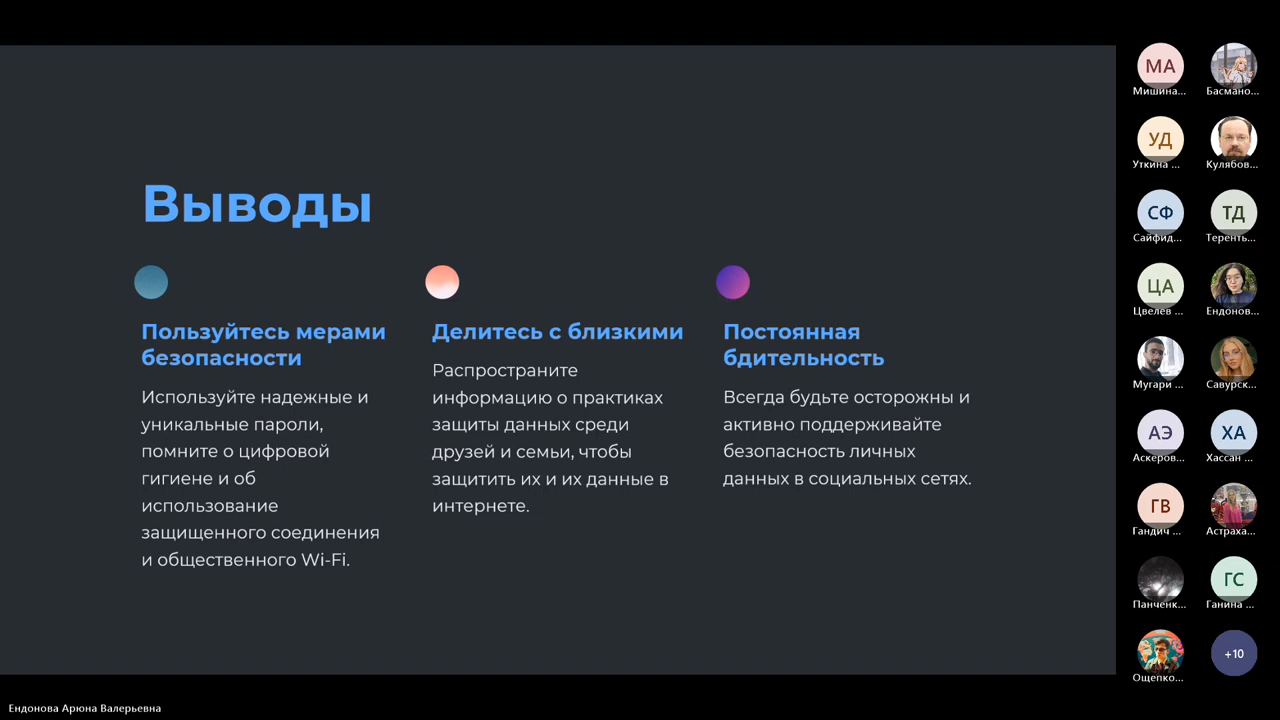 Выводы
Пользуйтесь мерами
безопасности
Используйте надежные и
уникальные пароли,
помните о цифровой
гигиене и об
использование
защищенного соединения
и общественного Wi-Fi.
Делитесь с близкими
Распространите
информацию о практиках
защиты данных среди
друзей и семьи, чтобы
защитить их и их данные в
интернете.
Постоянная
бдительность
Всегда будьте осторожны и
активно поддерживайте
безопасность личных
данных в социальных сетях.
МА
Мишина...
Басмано...
УД
Уткина ...
Кулябов...
СФ
Сайфид...
ТД
Теренть...
ЦА
Цвелев ...
Ендонов...
Мугари ...
Савурск...
АЭ
Аскеров...
ХА
Хассан ...
ГВ
Гандич ...
Астраха...
Панченк...
ГС
Ганина ...
Ощепко...
+10
Ендонова Арюна Валерьевна